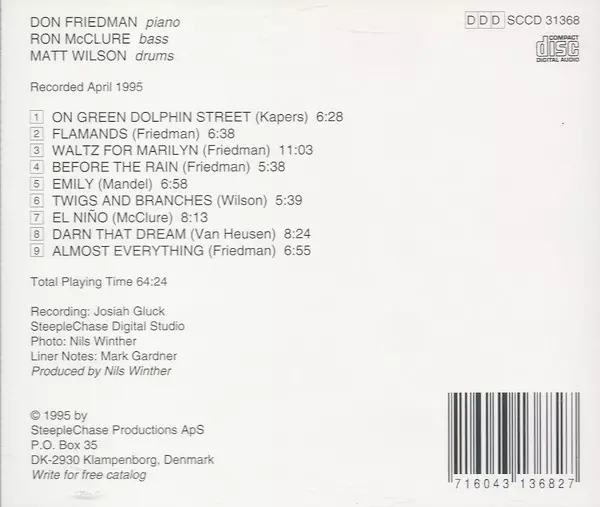 DON FRIEDMAN piano
RON McCLURE bass
MATT WILSON drums
DDD SCCD 31368
COMPACT
disc
DIGITAL AUDIO
Recorded April 1995
1 ON GREEN DOLPHIN STREET (Kapers) 6:28
2 FLAMANDS (Friedman) 6:38
3 WALTZ FOR MARILYN (Friedman) 11:03
4 BEFORE THE RAIN (Friedman) 5:38
5 EMILY (Mandel) 6:58
6 TWIGS AND BRANCHES (Wilson) 5:39
7 EL NIÑO (McClure) 8:13
8 DARN THAT DREAM (Van Heusen) 8:24
9 ALMOST EVERYTHING (Friedman) 6:55
Total Playing Time 64:24
Recording: Josiah Gluck
SteepleChase Digital Studio
Photo: Nils Winther
Liner Notes: Mark Gardner
Produced by Nils Winther
© 1995 by
SteepleChase Productions ApS
P.O. Box 35
DK-2930 Klampenborg, Denmark
Write for free catalog
716043 136827